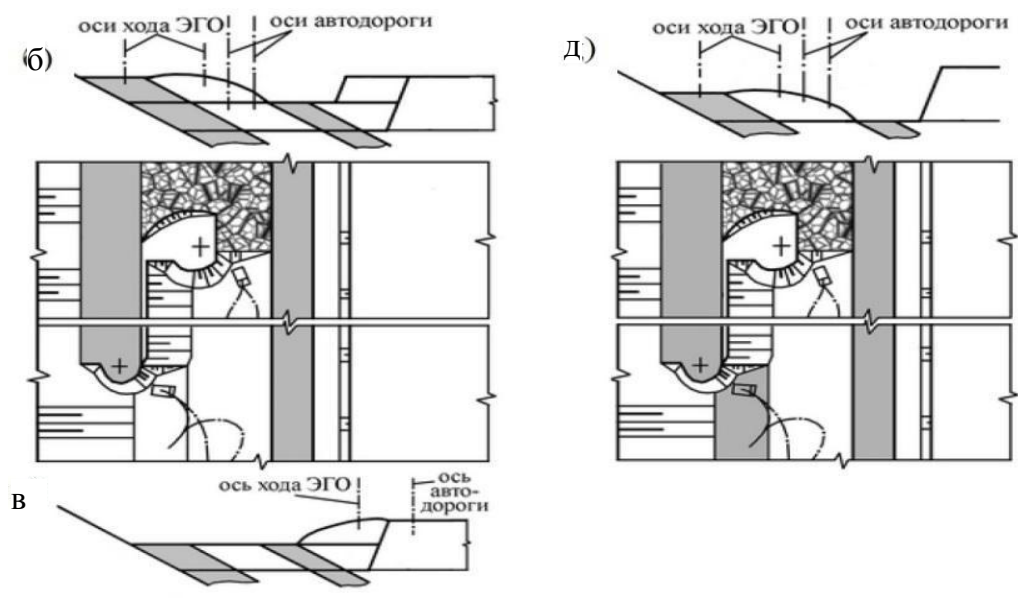 (б)
оси хода ЭГО
оси автодороги
д)
оси хода ЭГО
оси автодороги
в
ось хода ЭГО
ось
авто-
дороги